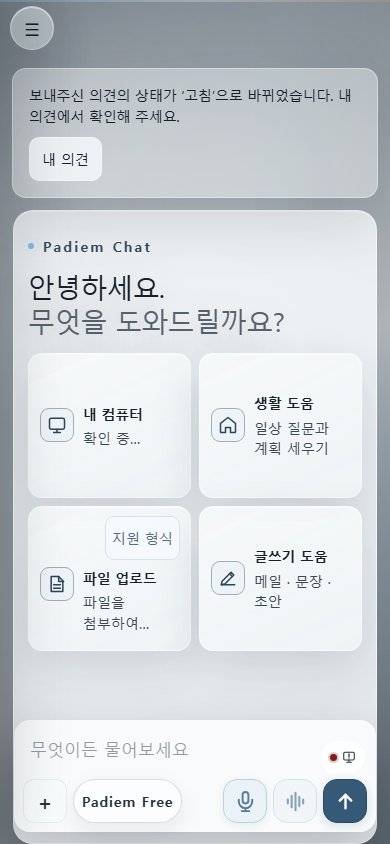 보내주신 의견의 상태가 '고침'으로 바뀌었습니다. 내
의견에서 확인해 주세요.
내 의견
Padiem Chat
안녕하세요.
무엇을 도와드릴까요?
내 컴퓨터
확인 중...
생활 도움
일상 질문과
계획 세우기
지원 형식
파일 업로드
파일을
첨부하여...
글쓰기 도움
메일 · 문장 ·
초안
무엇이든 물어보세요
Padiem Free